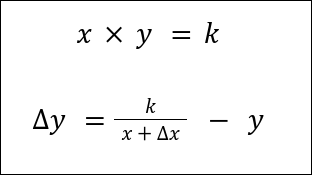 x × y = k
Δy = k / (x + Δx) − y